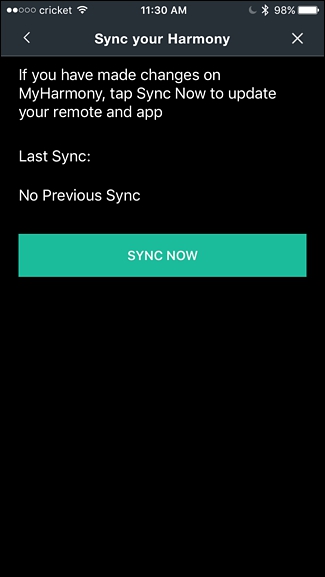 cricket 11:30 AM 98%
Sync your Harmony
If you have made changes on
MyHarmony, tap Sync Now to update
your remote and app
Last Sync:
No Previous Sync
SYNC NOW